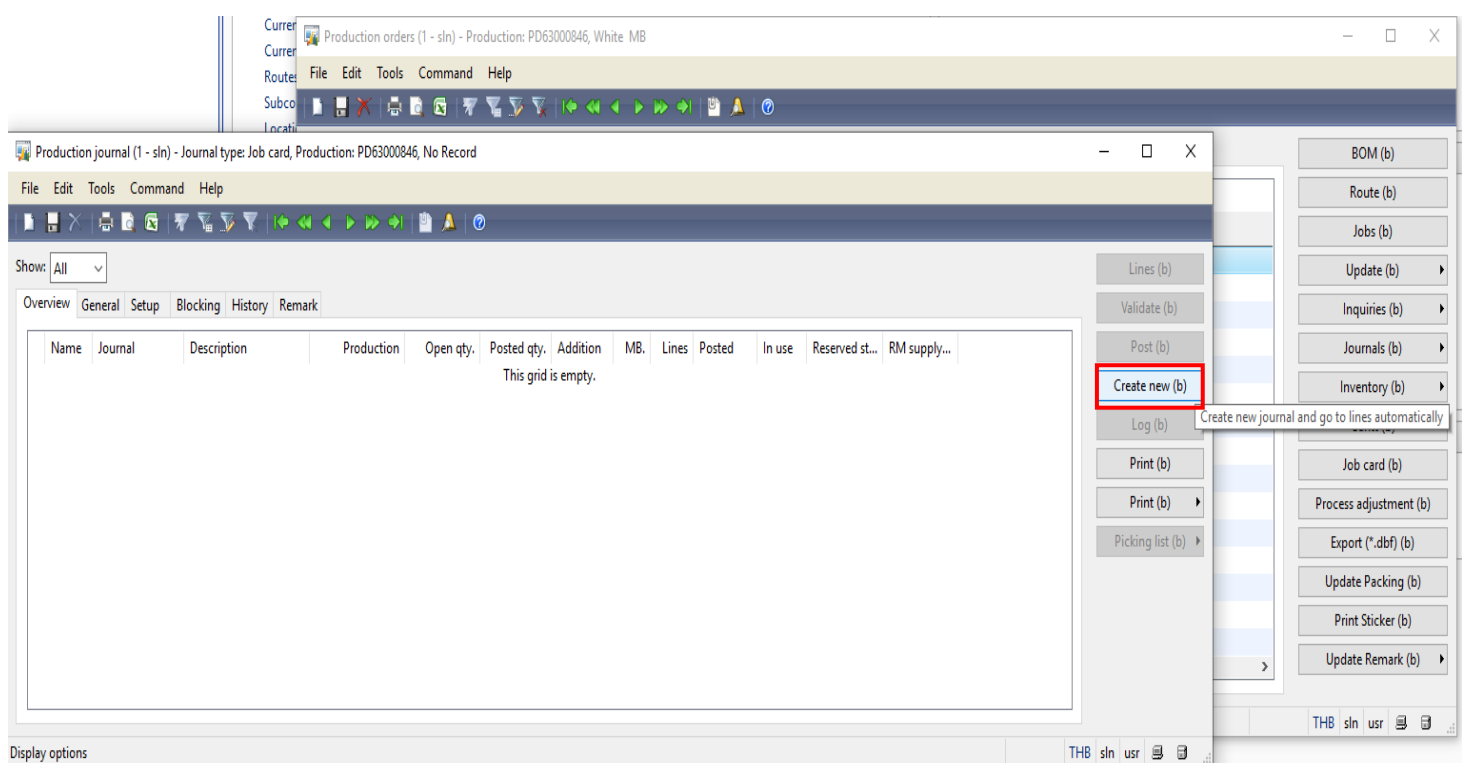 Curren
Curren
Routes
Subco
Locati
Production orders (1 - sln) - Production: PD63000846, White MB
File Edit Tools Command Help
Production journal (1 - sln) - Journal type: Job card, Production: PD63000846, No Record
File Edit Tools Command Help
Show: All
Overview General Setup Blocking History Remark
Name Journal Description Production Open qty. Posted qty. Addition MB. Lines Posted In use Reserved st... RM supply...
This grid is empty.
Lines (b)
Validate (b)
Post (b)
Create new (b)
Create new journal and go to lines automatically
Log (b)
Print (b)
Print (b)
Picking list (b)
Display options
THB sln usr
BOM (b)
Route (b)
Jobs (b)
Update (b)
Inquiries (b)
Journals (b)
Inventory (b)
Job card (b)
Process adjustment (b)
Export (*.dbf) (b)
Update Packing (b)
Print Sticker (b)
Update Remark (b)
THB sln usr